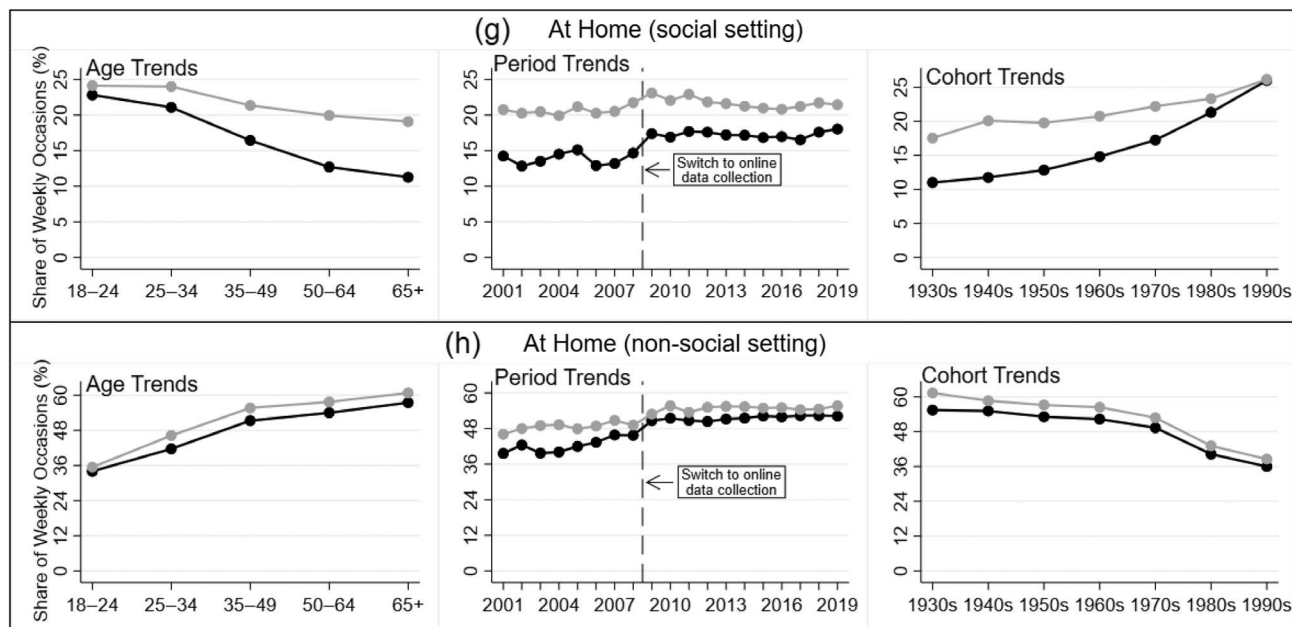 (g) At Home (social setting)
Share of Weekly Occasions (%)
Age Trends
25
20
15
10
5
0
18–24 25–34 35–49 50–64 65+
Period Trends
25
20
15
10
5
0
Switch to online
data collection
2001 2004 2007 2010 2013 2016 2019
Cohort Trends
25
20
15
10
5
0
1930s 1940s 1950s 1960s 1970s 1980s 1990s
(h) At Home (non-social setting)
Share of Weekly Occasions (%)
Age Trends
60
48
36
24
12
0
18–24 25–34 35–49 50–64 65+
Period Trends
60
48
36
24
12
0
Switch to online
data collection
2001 2004 2007 2010 2013 2016 2019
Cohort Trends
60
48
36
24
12
0
1930s 1940s 1950s 1960s 1970s 1980s 1990s